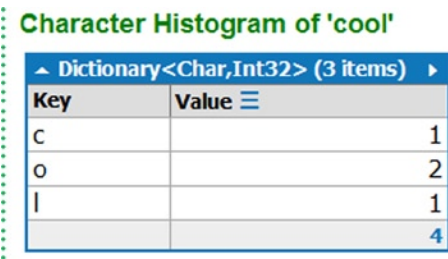 Character Histogram of 'cool'
Dictionary<Char,Int32> (3 items)
Key Value
c 1
o 2
l 1
4